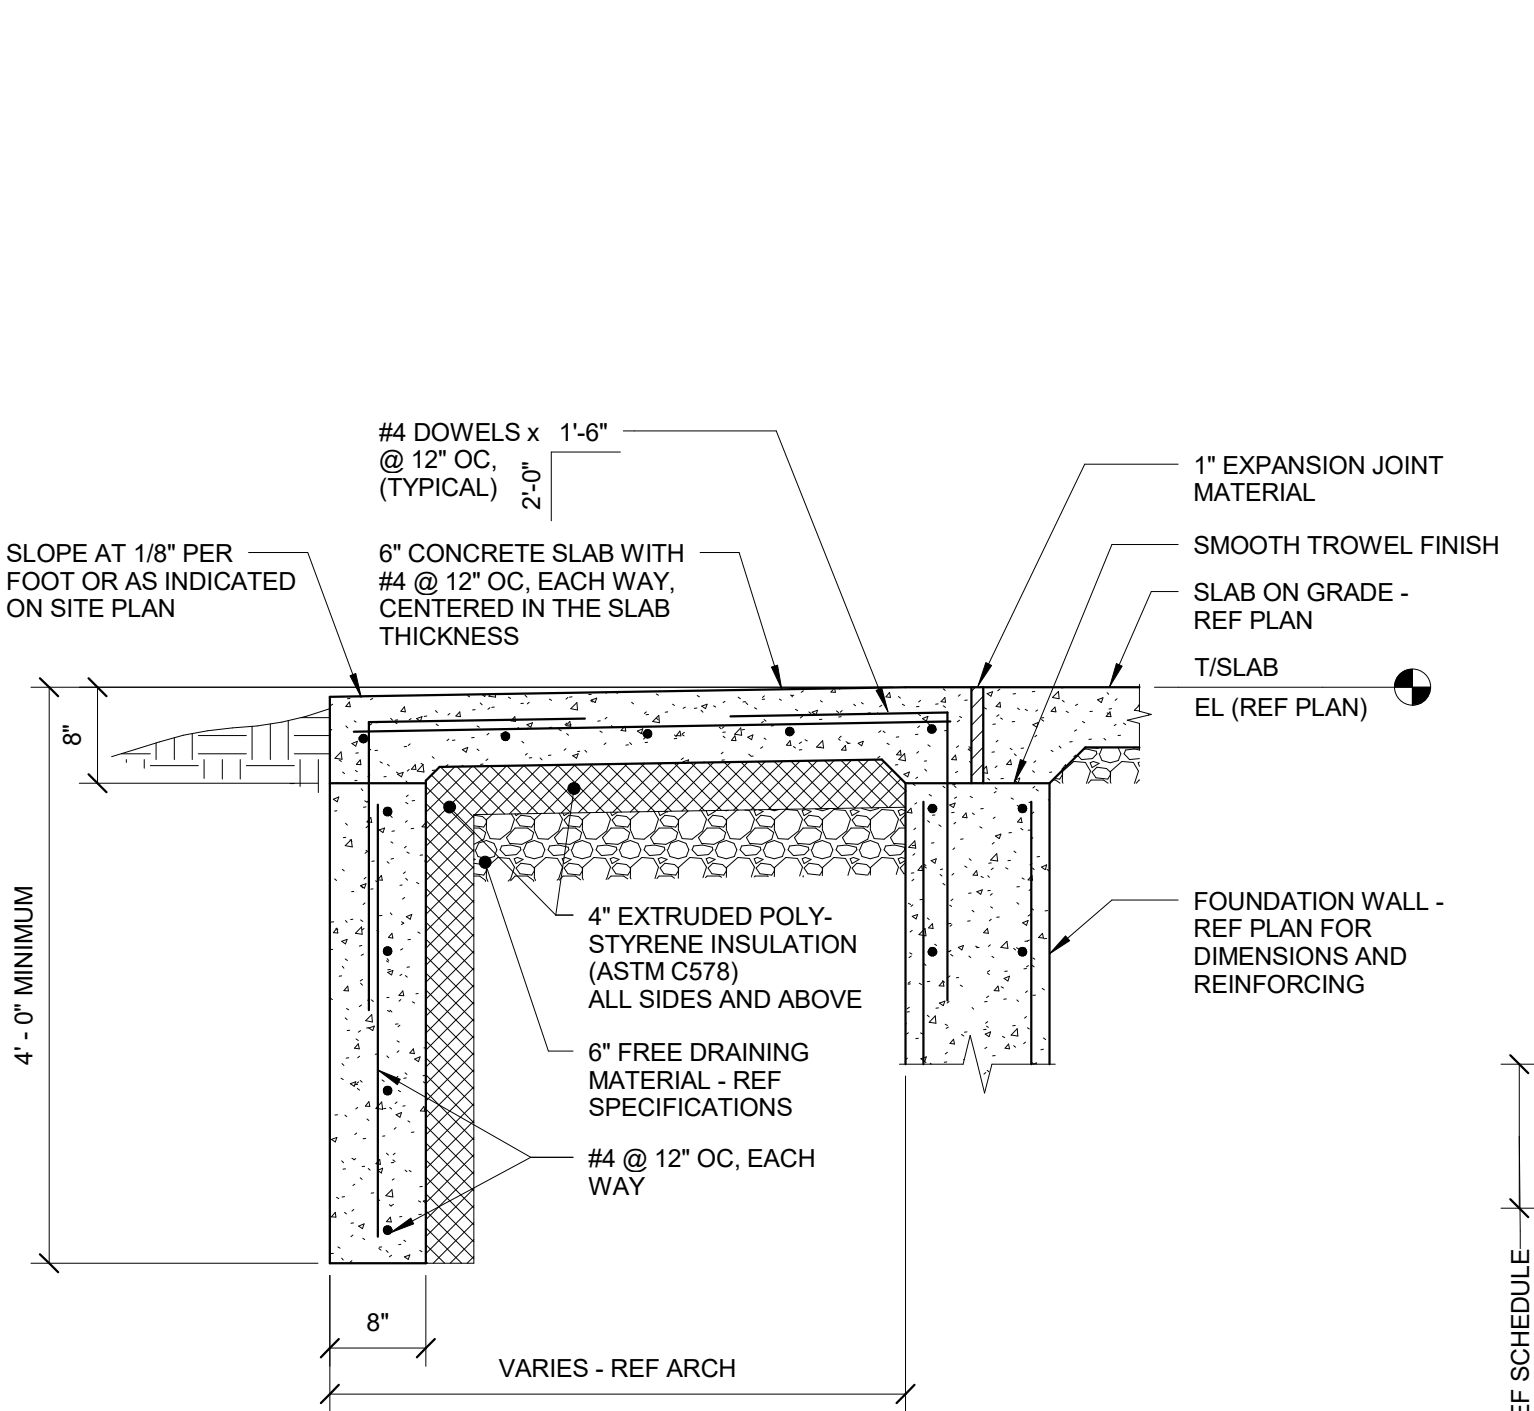 #4 DOWELS x 1'-6"
@ 12" OC,
(TYPICAL)
2'-0"
1" EXPANSION JOINT
MATERIAL
SLOPE AT 1/8" PER
FOOT OR AS INDICATED
ON SITE PLAN
6" CONCRETE SLAB WITH
#4 @ 12" OC, EACH WAY,
CENTERED IN THE SLAB
THICKNESS
SMOOTH TROWEL FINISH
SLAB ON GRADE -
REF PLAN
T/SLAB
EL (REF PLAN)
8"
4' - 0" MINIMUM
4" EXTRUDED POLY-
STYRENE INSULATION
(ASTM C578)
ALL SIDES AND ABOVE
FOUNDATION WALL -
REF PLAN FOR
DIMENSIONS AND
REINFORCING
6" FREE DRAINING
MATERIAL - REF
SPECIFICATIONS
#4 @ 12" OC, EACH
WAY
8"
VARIES - REF ARCH
SCHEDULE